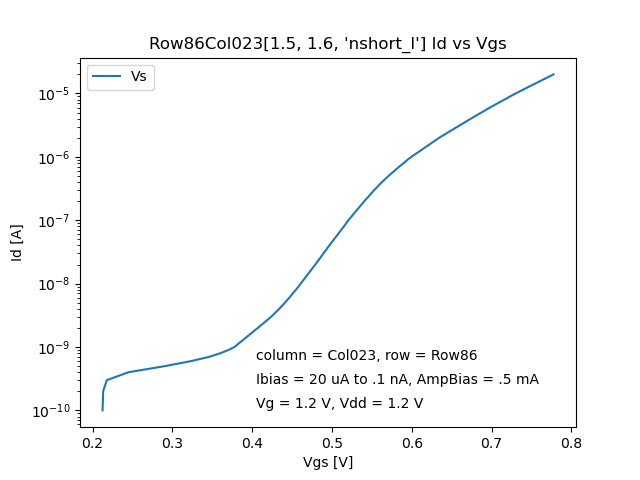 Row86Col023[1.5, 1.6, 'nshort_l'] Id vs Vgs
Vs
10⁻⁵
10⁻⁶
10⁻⁷
10⁻⁸
10⁻⁹
10⁻¹⁰
Id [A]
column = Col023, row = Row86
Ibias = 20 uA to .1 nA, AmpBias = .5 mA
Vg = 1.2 V, Vdd = 1.2 V
0.2 0.3 0.4 0.5 0.6 0.7 0.8
Vgs [V]